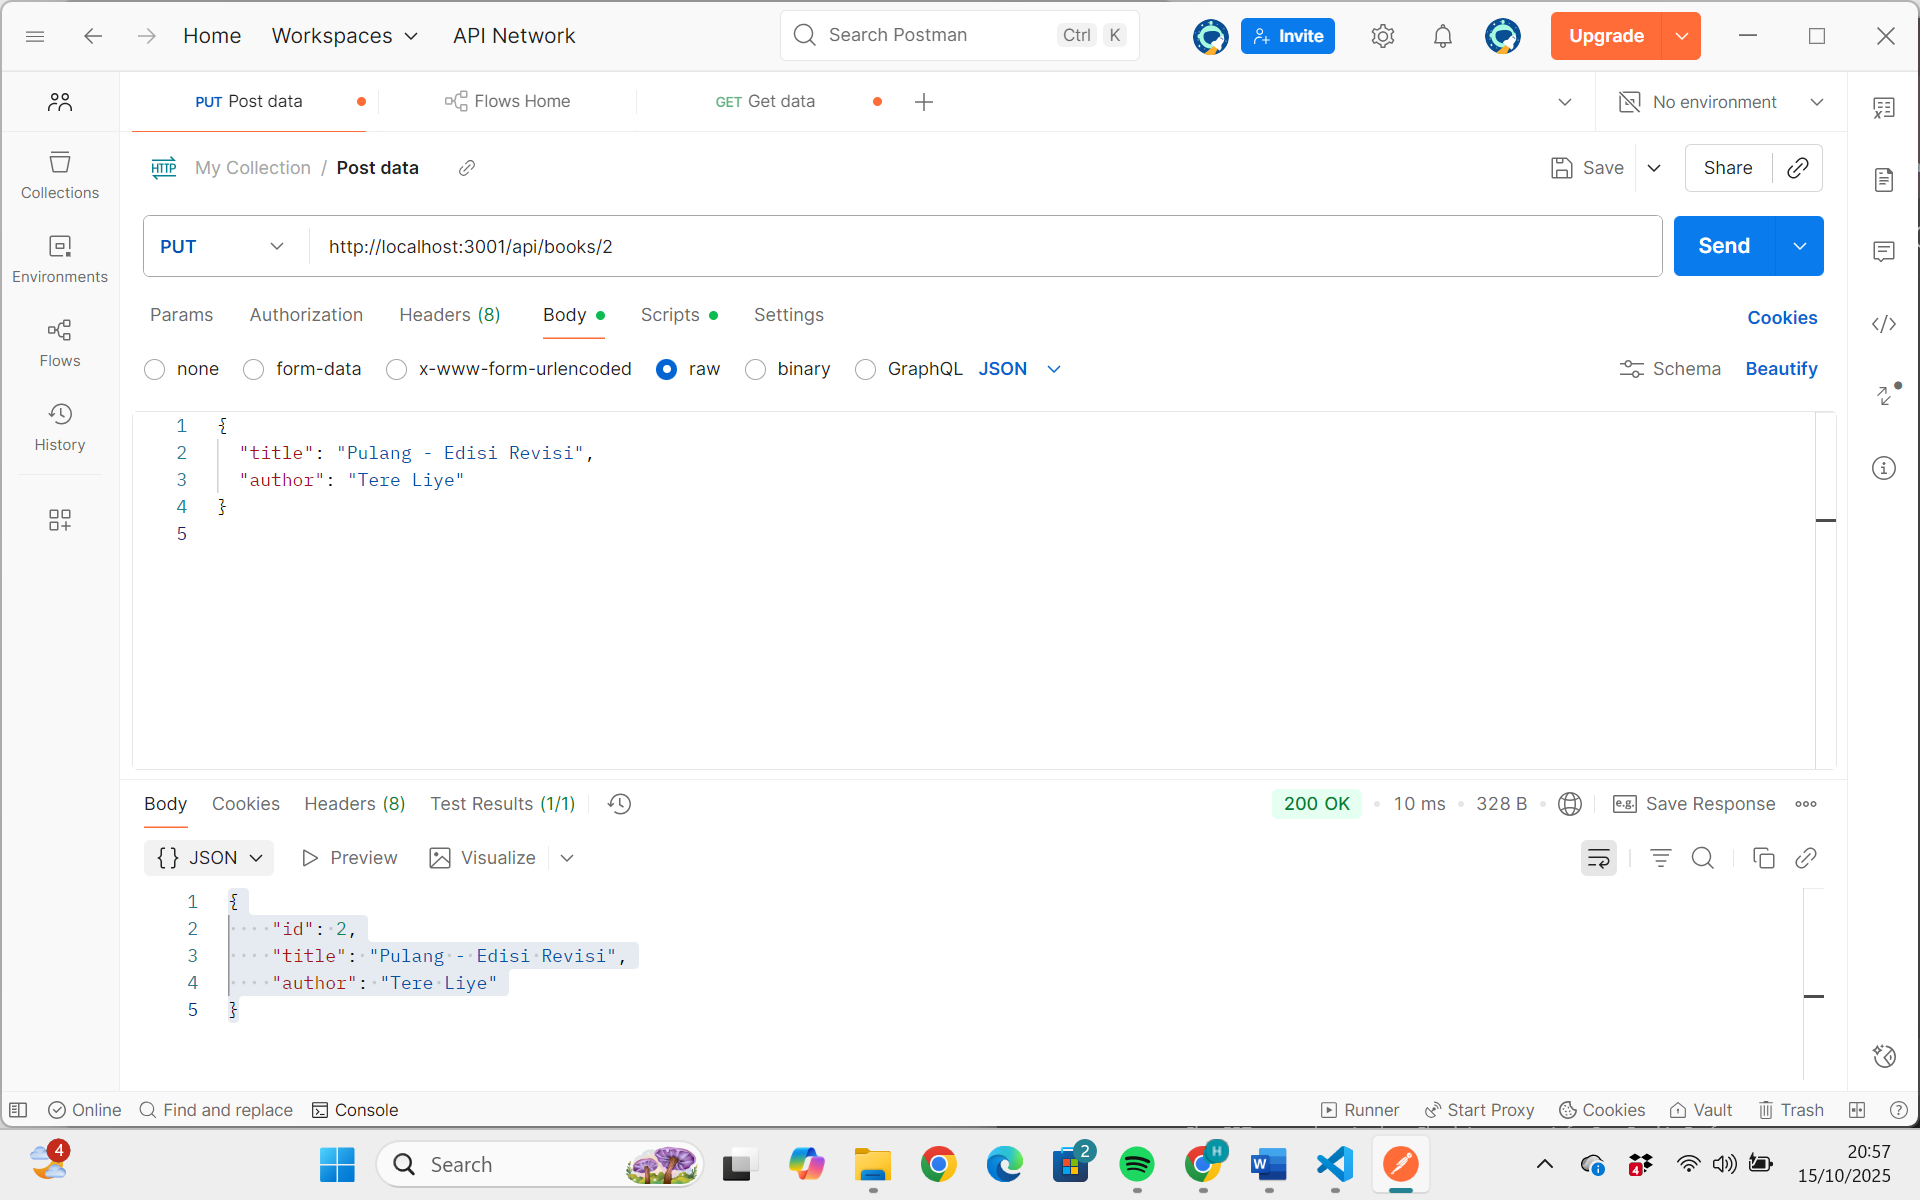 Home Workspaces API Network Search Postman Ctrl K Invite Upgrade
PUT Post data Flows Home GET Get data No environment
HTTP My Collection / Post data Save Share
Collections
PUT http://localhost:3001/api/books/2 Send
Environments
Params Authorization Headers (8) Body Scripts Settings Cookies
Flows
none form-data x-www-form-urlencoded raw binary GraphQL JSON Schema Beautify
History
1 {
2 "title": "Pulang - Edisi Revisi",
3 "author": "Tere Liye"
4 }
5
Body Cookies Headers (8) Test Results (1/1) 200 OK 10 ms 328 B e.g. Save Response
{} JSON Preview Visualize
1 {
2 "id": 2,
3 "title": "Pulang - Edisi Revisi",
4 "author": "Tere Liye"
5 }
Online Find and replace Console Runner Start Proxy Cookies Vault Trash
4 Search 2 H W 4 20:57
15/10/2025